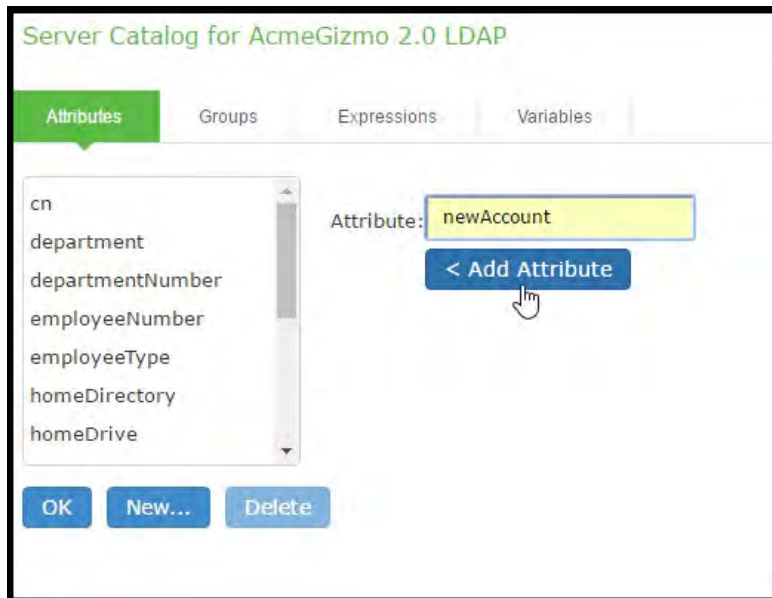 Server Catalog for AcmeGizmo 2.0 LDAP
Attributes Groups Expressions Variables
cn
department
departmentNumber
employeeNumber
employeeType
homeDirectory
homeDrive
Attribute: newAccount
< Add Attribute
OK New... Delete